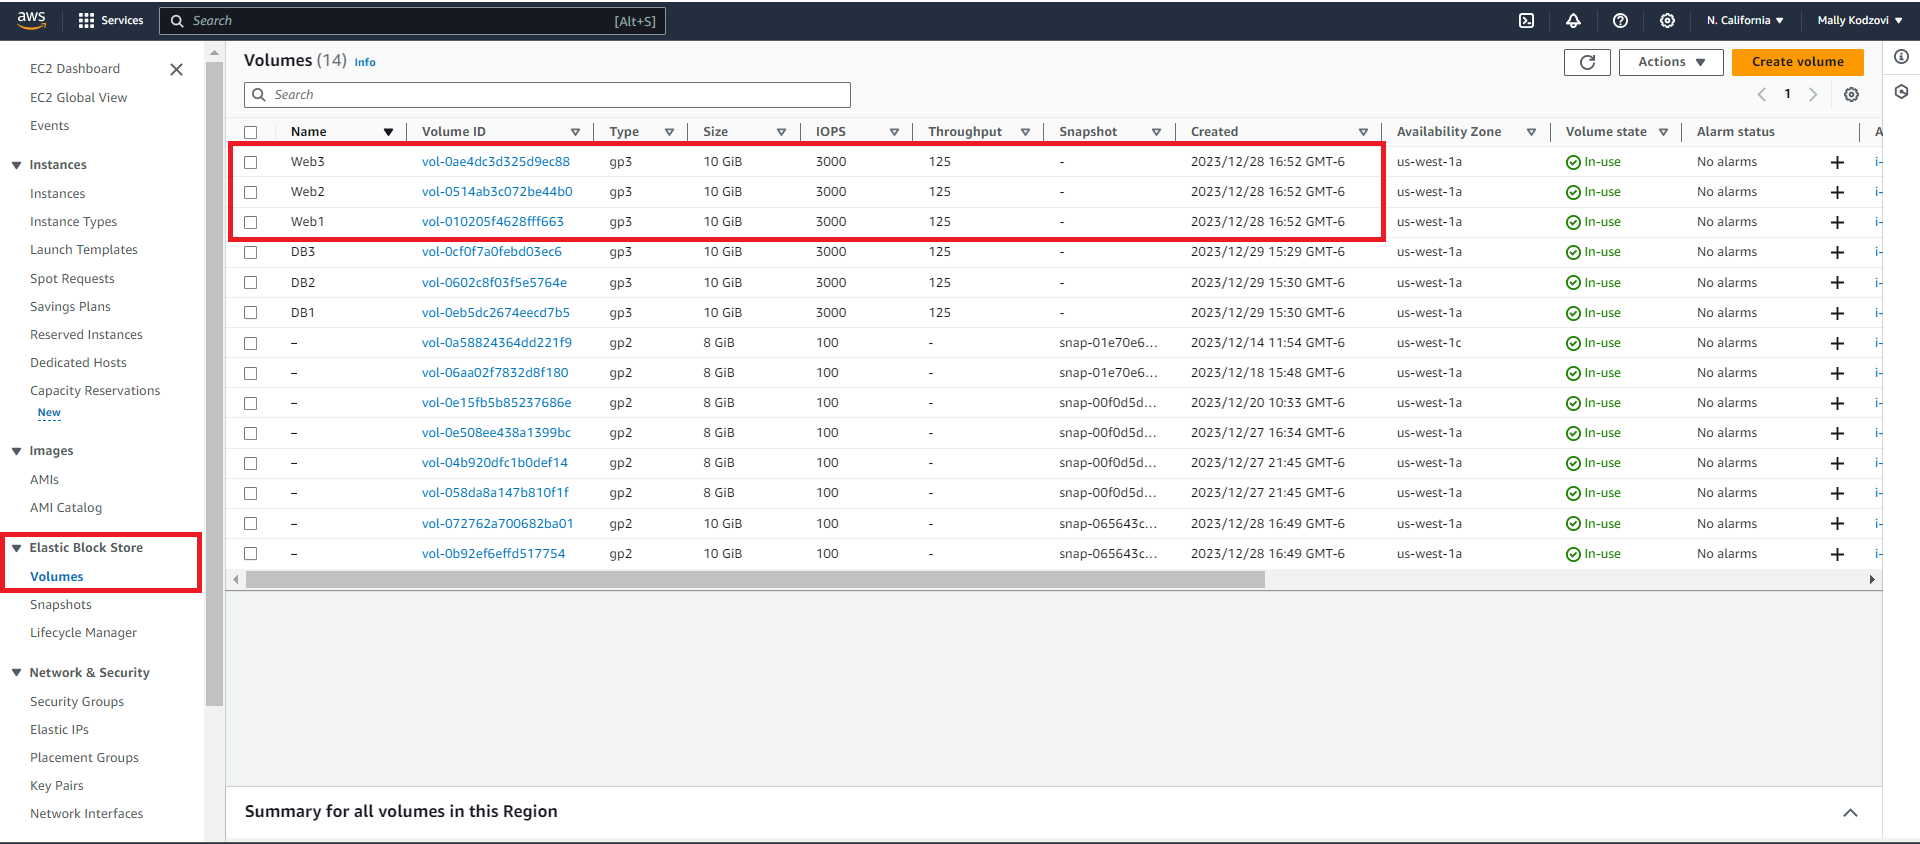 aws Services Search [Alt+S] N. California Mally Kodzovi
EC2 Dashboard
EC2 Global View
Events
Instances
Instances
Instance Types
Launch Templates
Spot Requests
Savings Plans
Reserved Instances
Dedicated Hosts
Capacity Reservations
New
Images
AMIs
AMI Catalog
Elastic Block Store
Volumes
Snapshots
Lifecycle Manager
Network & Security
Security Groups
Elastic IPs
Placement Groups
Key Pairs
Network Interfaces
Volumes (14) Info Actions Create volume
Search 1
Name Volume ID Type Size IOPS Throughput Snapshot Created Availability Zone Volume state Alarm status A
Web3 vol-0ae4dc3d325d9ec88 gp3 10 GiB 3000 125 - 2023/12/28 16:52 GMT-6 us-west-1a In-use No alarms + i-
Web2 vol-0514ab3c072be44b0 gp3 10 GiB 3000 125 - 2023/12/28 16:52 GMT-6 us-west-1a In-use No alarms + i-
Web1 vol-010205f4628fff663 gp3 10 GiB 3000 125 - 2023/12/28 16:52 GMT-6 us-west-1a In-use No alarms + i-
DB3 vol-0cf0f7a0febd03ec6 gp3 10 GiB 3000 125 - 2023/12/29 15:29 GMT-6 us-west-1a In-use No alarms + i-
DB2 vol-0602c8f03f5e5764e gp3 10 GiB 3000 125 - 2023/12/29 15:30 GMT-6 us-west-1a In-use No alarms + i-
DB1 vol-0eb5dc2674eecd7b5 gp3 10 GiB 3000 125 - 2023/12/29 15:30 GMT-6 us-west-1a In-use No alarms + i-
– vol-0a58824364dd221f9 gp2 8 GiB 100 - snap-01e70e6... 2023/12/14 11:54 GMT-6 us-west-1c In-use No alarms + i-
– vol-06aa02f7832d8f180 gp2 8 GiB 100 - snap-01e70e6... 2023/12/18 15:48 GMT-6 us-west-1a In-use No alarms + i-
– vol-0e15fb5b85237686e gp2 8 GiB 100 - snap-00f0d5d... 2023/12/20 10:33 GMT-6 us-west-1a In-use No alarms + i-
– vol-0e508ee438a1399bc gp2 8 GiB 100 - snap-00f0d5d... 2023/12/27 16:34 GMT-6 us-west-1a In-use No alarms + i-
– vol-04b920dfc1b0def14 gp2 8 GiB 100 - snap-00f0d5d... 2023/12/27 21:45 GMT-6 us-west-1a In-use No alarms + i-
– vol-058da8a147b810f1f gp2 8 GiB 100 - snap-00f0d5d... 2023/12/27 21:45 GMT-6 us-west-1a In-use No alarms + i-
– vol-072762a700682ba01 gp2 10 GiB 100 - snap-065643c... 2023/12/28 16:49 GMT-6 us-west-1a In-use No alarms + i-
– vol-0b92ef6effd517754 gp2 10 GiB 100 - snap-065643c... 2023/12/28 16:49 GMT-6 us-west-1a In-use No alarms + i-
Summary for all volumes in this Region